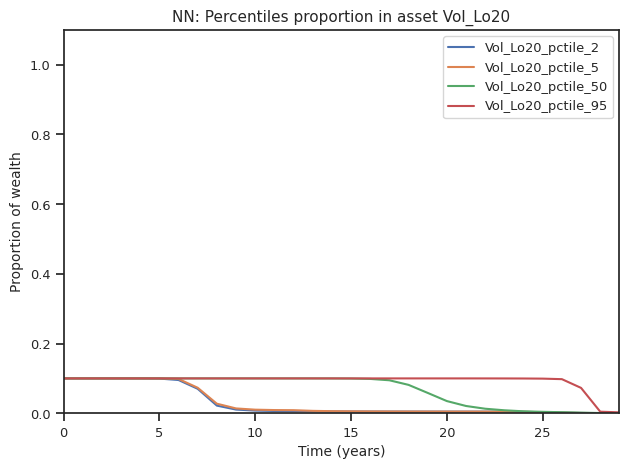 NN: Percentiles proportion in asset Vol_Lo20
Vol_Lo20_pctile_2
Vol_Lo20_pctile_5
Vol_Lo20_pctile_50
Vol_Lo20_pctile_95
Proportion of wealth
1.0
0.8
0.6
0.4
0.2
0.0
0 5 10 15 20 25
Time (years)